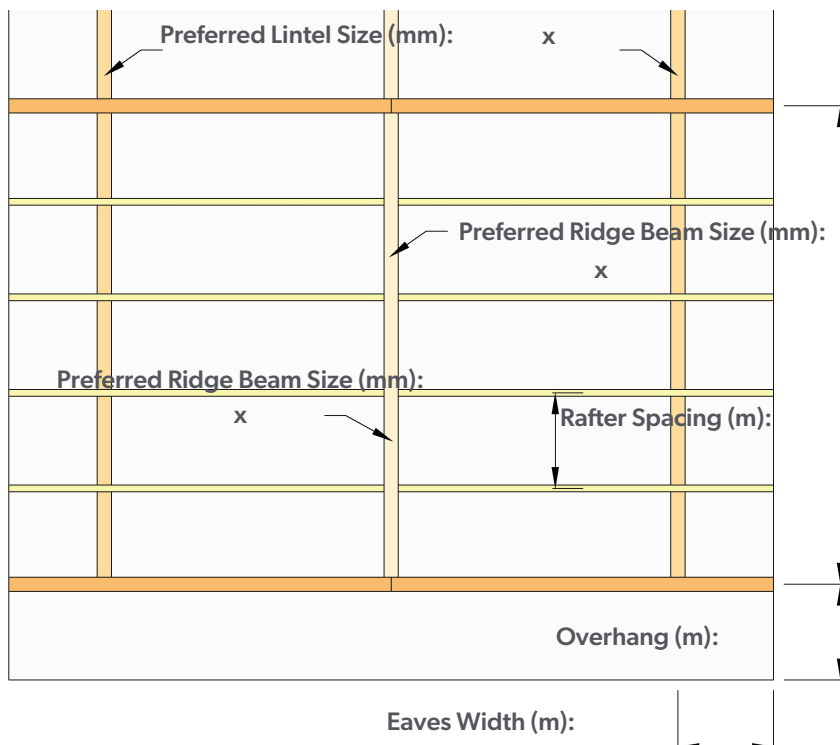 Preferred Lintel Size (mm): x
Preferred Ridge Beam Size (mm):
x
Preferred Ridge Beam Size (mm):
x
Rafter Spacing (m):
Overhang (m):
Eaves Width (m):